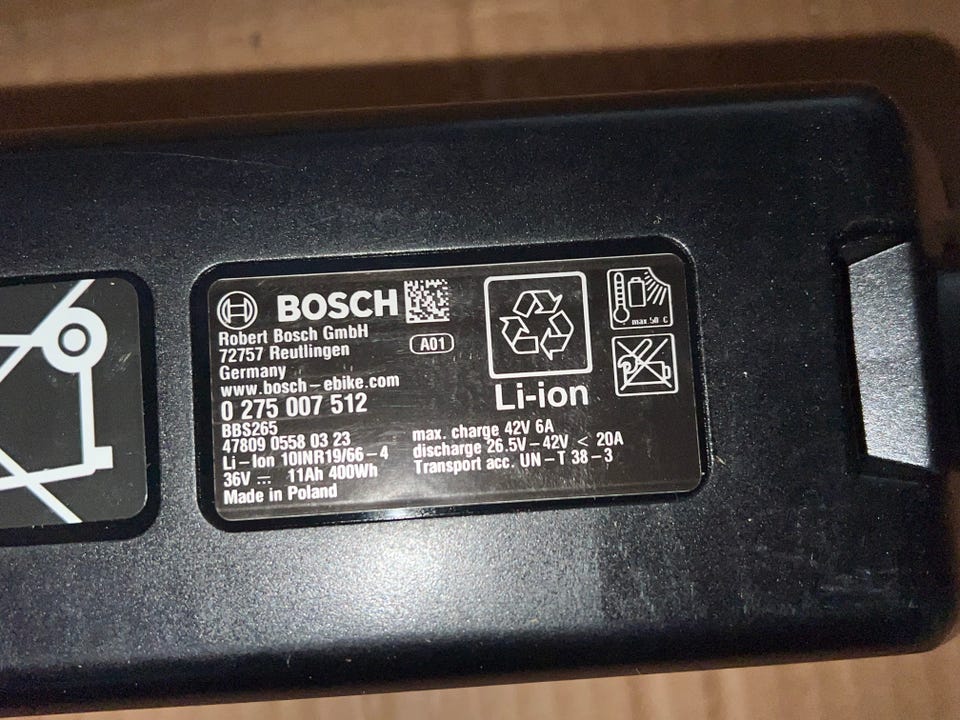 BOSCH
Robert Bosch GmbH
72757 Reutlingen
A01
Germany
www.bosch-ebike.com
0 275 007 512
BBS265
47809 0558 03 23
Li-Ion 10INR19/66-4
36V ⎓ 11Ah 400Wh
Made in Poland
max. 50°C
Li-ion
max. charge 42V 6A
discharge 26.5V-42V < 20A
Transport acc. UN-T 38-3